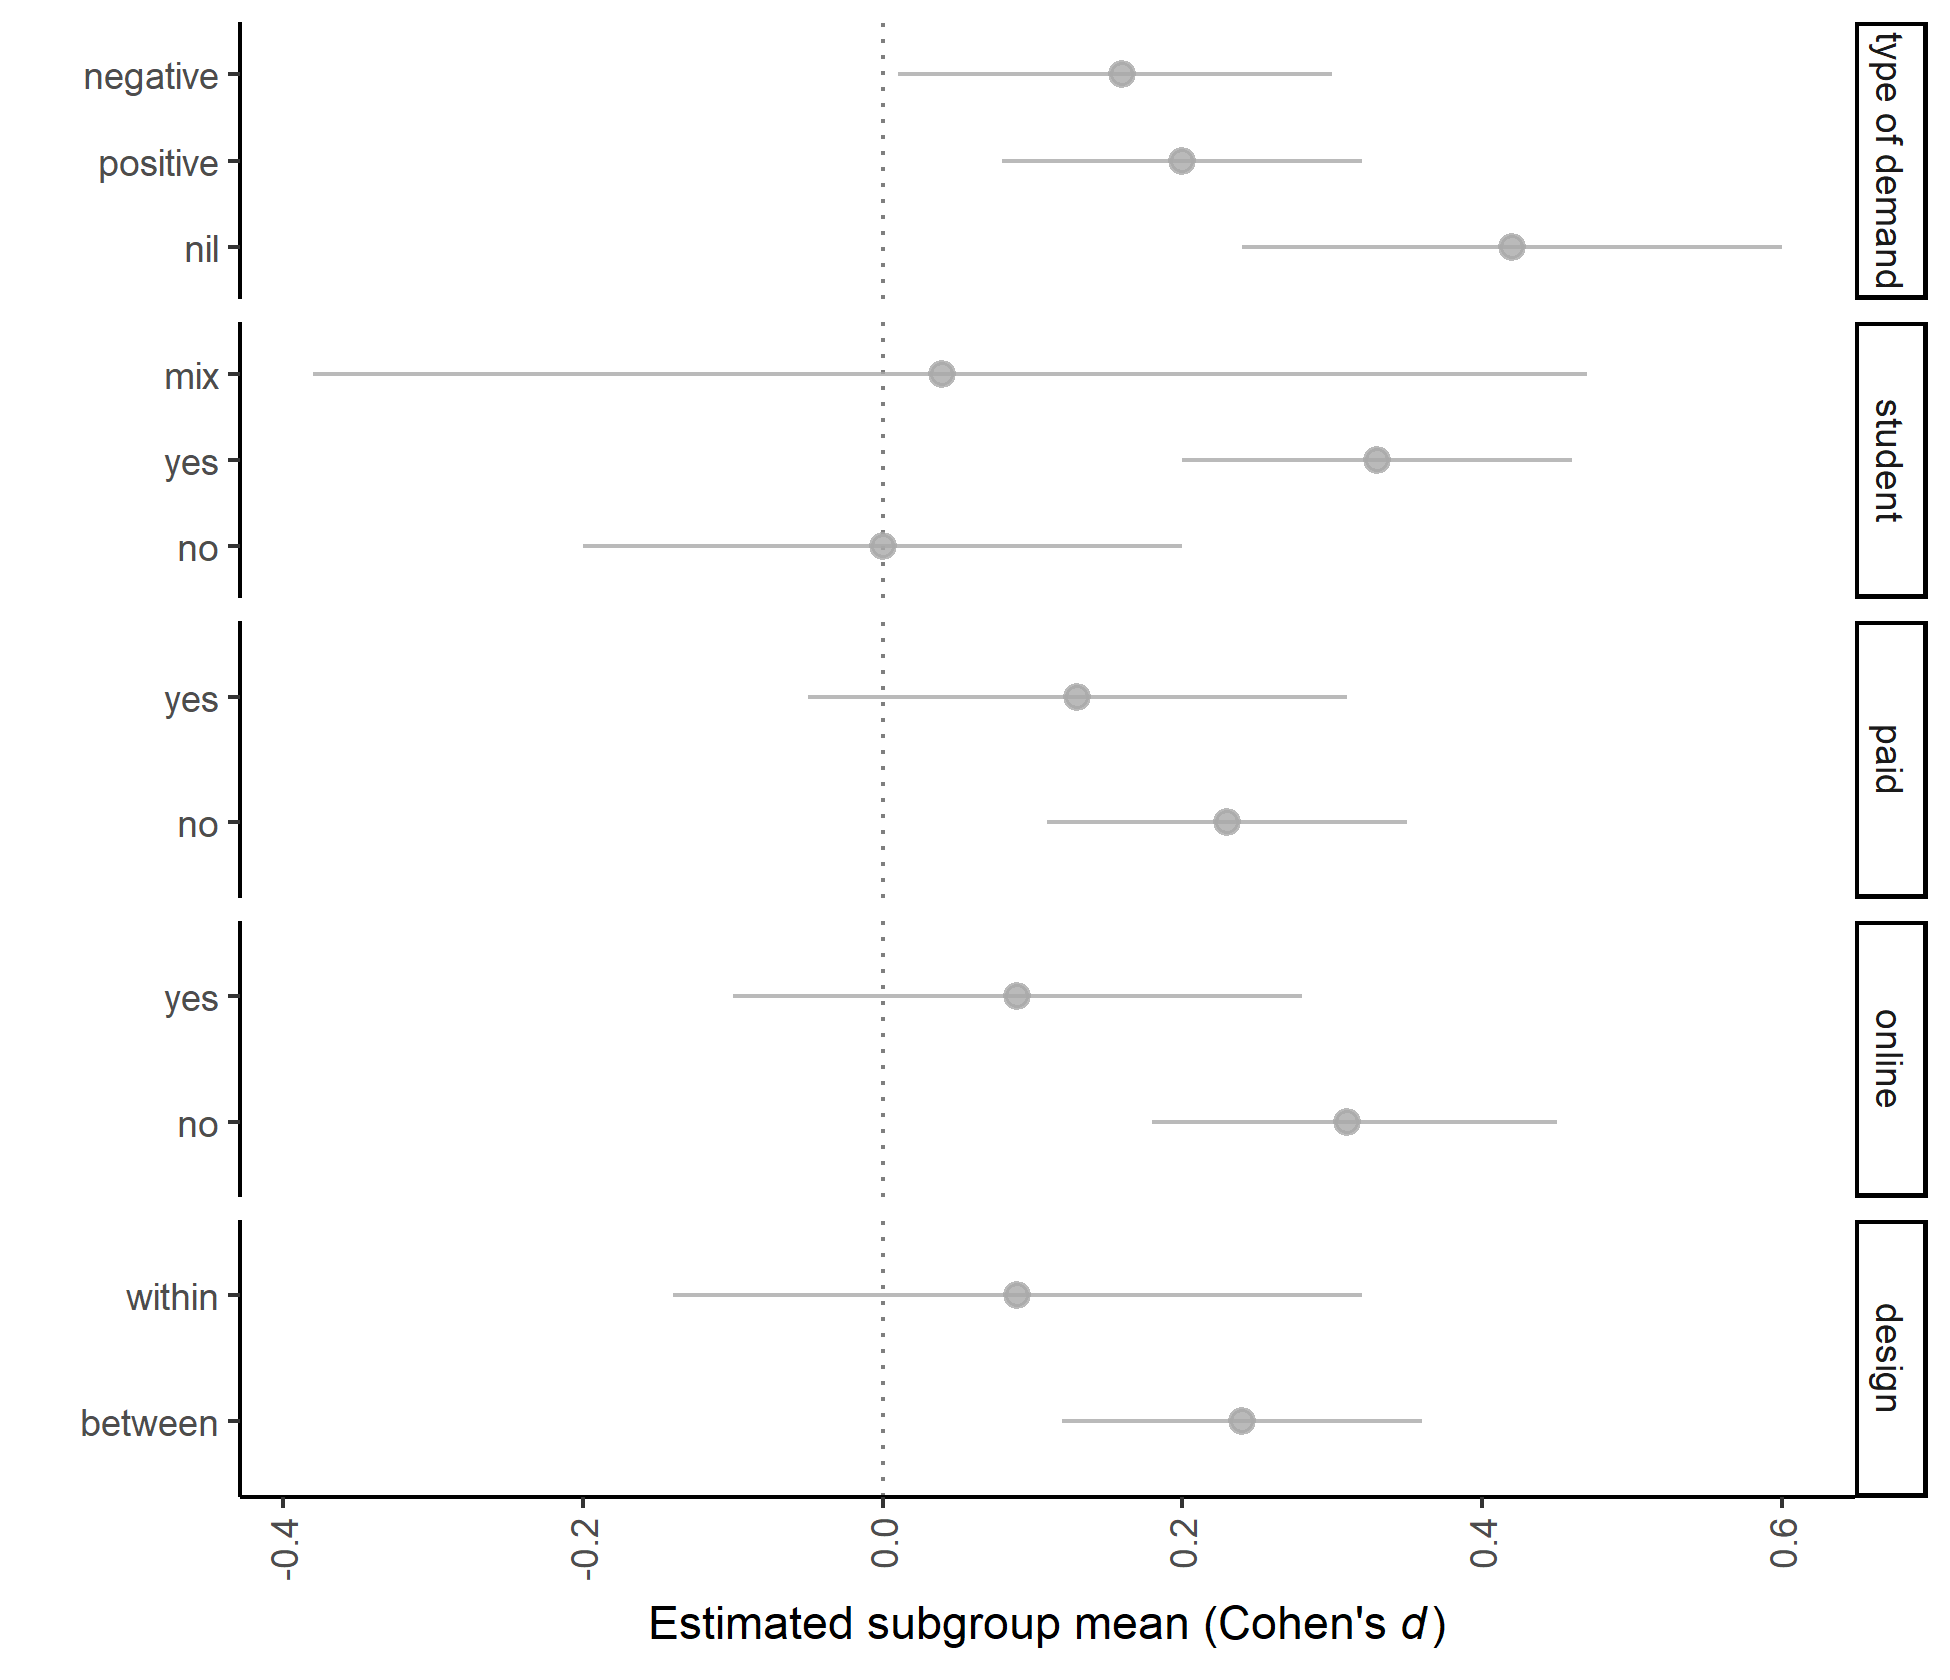 negative
positive
nil
type of demand
mix
yes
no
student
yes
no
paid
yes
no
online
within
between
design
-0.4
-0.2
0.0
0.2
0.4
0.6
Estimated subgroup mean (Cohen's d)